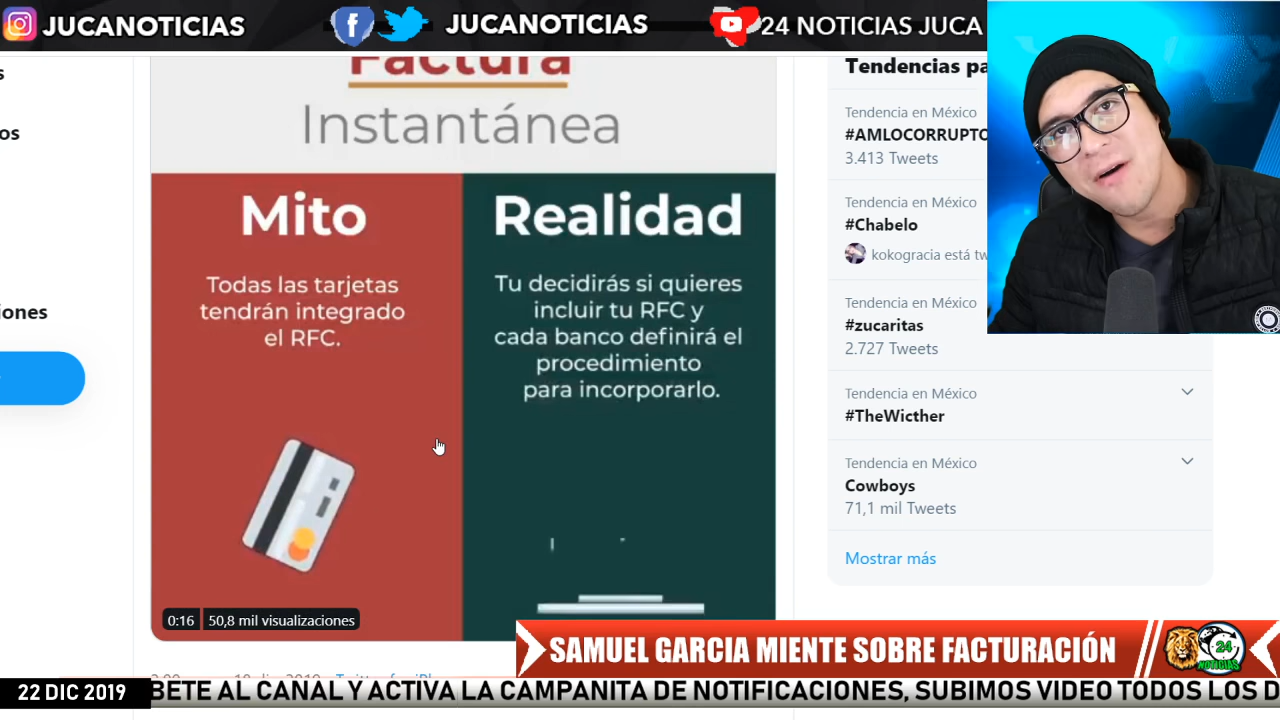 JUCANOTICIAS
JUCANOTICIAS
24 NOTICIAS JUCA
Factura
Instantánea
Mito
Todas las tarjetas
tendrán integrado
el RFC.
Realidad
Tu decidirás si quieres
incluir tu RFC y
cada banco definirá el
procedimiento
para incorporarlo.
0:16
50,8 mil visualizaciones
s
os
iones
Tendencias pa
Tendencia en México
#AMLOCORRUPTO
3.413 Tweets
Tendencia en México
#Chabelo
kokogracia está tw
Tendencia en México
#zucaritas
2.727 Tweets
Tendencia en México
#TheWicther
Tendencia en México
Cowboys
71,1 mil Tweets
Mostrar más
SAMUEL GARCIA MIENTE SOBRE FACTURACIÓN
24
NOTICIAS
22 DIC 2019
BETE AL CANAL Y ACTIVA LA CAMPANITA DE NOTIFICACIONES, SUBIMOS VIDEO TODOS LOS D